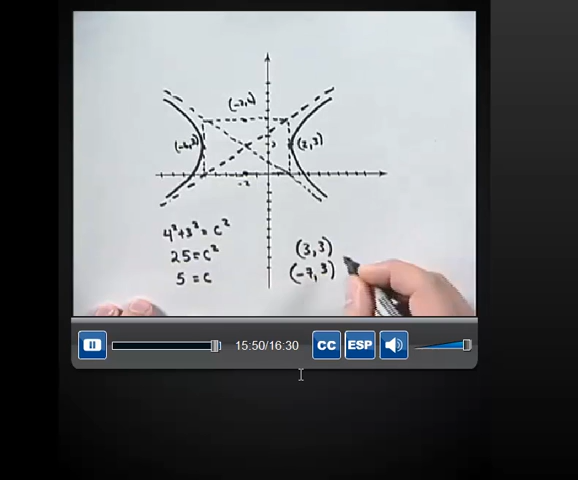 (-6,3)
(2,3)
3
-2
4²+3²=c²
25=c²
5=c
(3,3)
(-7,3)
15:50/16:30
CC
ESP